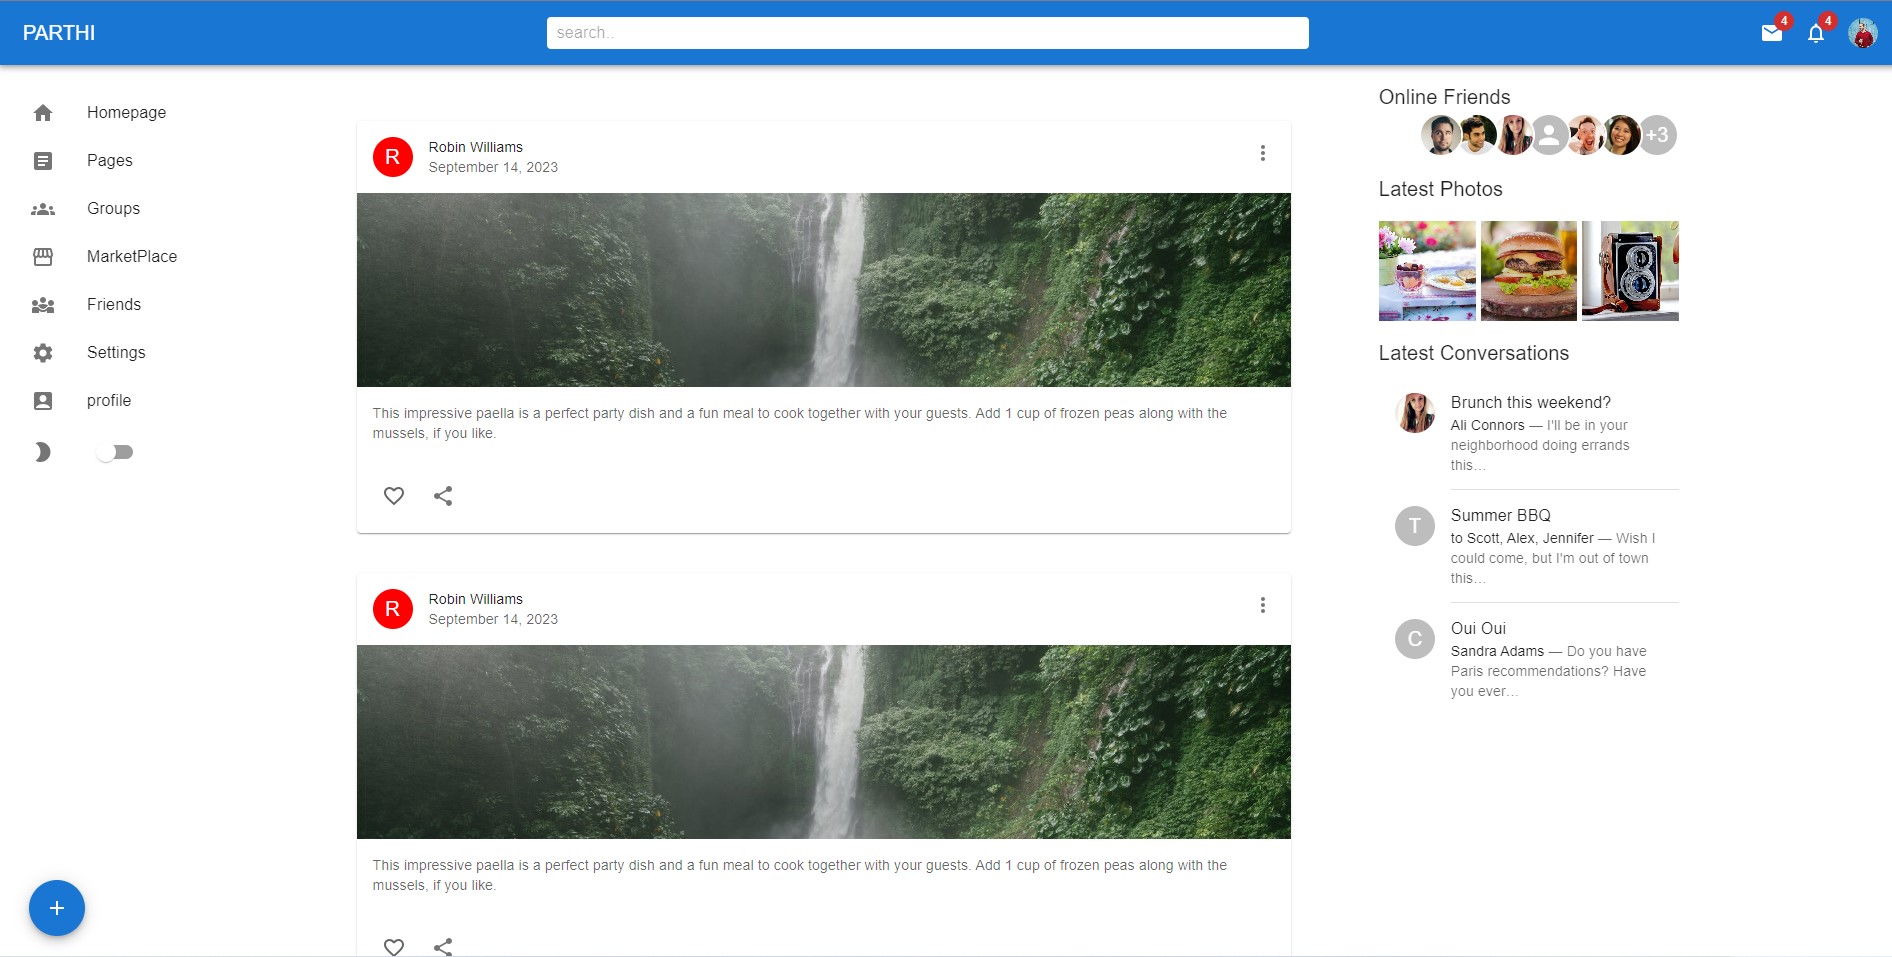 PARTHI
search..
4
4
Homepage
Pages
Groups
MarketPlace
Friends
Settings
profile
R
Robin Williams
September 14, 2023
This impressive paella is a perfect party dish and a fun meal to cook together with your guests. Add 1 cup of frozen peas along with the
mussels, if you like.
R
Robin Williams
September 14, 2023
This impressive paella is a perfect party dish and a fun meal to cook together with your guests. Add 1 cup of frozen peas along with the
mussels, if you like.
Online Friends
+3
Latest Photos
Latest Conversations
Brunch this weekend?
Ali Connors — I'll be in your
neighborhood doing errands
this…
T
Summer BBQ
to Scott, Alex, Jennifer — Wish I
could come, but I'm out of town
this…
C
Oui Oui
Sandra Adams — Do you have
Paris recommendations? Have
you ever…